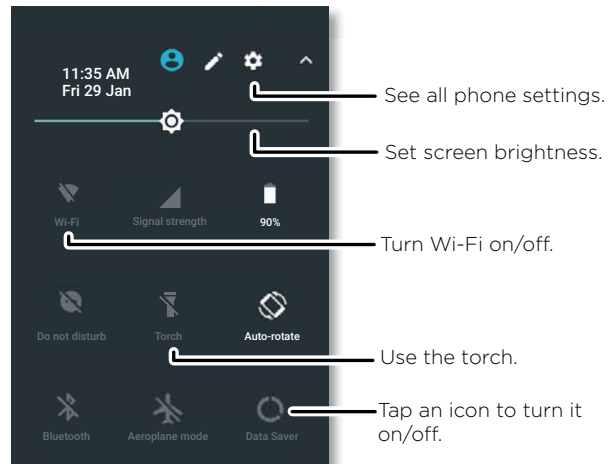 11:35 AM
Fri 29 Jan
See all phone settings.
Set screen brightness.
Wi-Fi
Signal strength
90%
Turn Wi-Fi on/off.
Do not disturb
Torch
Auto-rotate
Use the torch.
Bluetooth
Aeroplane mode
Data Saver
Tap an icon to turn it
on/off.